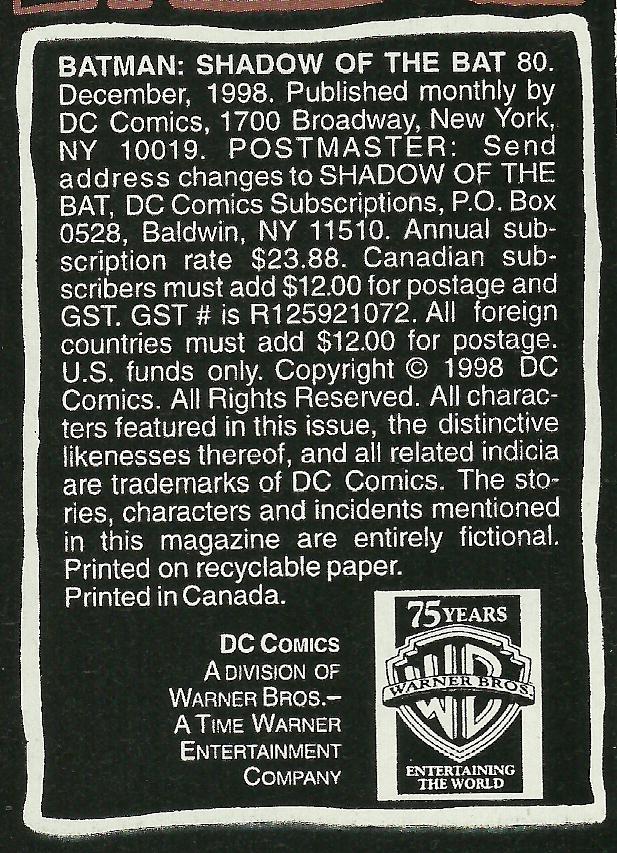 BATMAN: SHADOW OF THE BAT 80.
December, 1998. Published monthly by
DC Comics, 1700 Broadway, New York,
NY 10019. POSTMASTER: Send
address changes to SHADOW OF THE
BAT, DC Comics Subscriptions, P.O. Box
0528, Baldwin, NY 11510. Annual sub-
scription rate $23.88. Canadian sub-
scribers must add $12.00 for postage and
GST. GST # is R125921072. All foreign
countries must add $12.00 for postage.
U.S. funds only. Copyright © 1998 DC
Comics. All Rights Reserved. All charac-
ters featured in this issue, the distinctive
likenesses thereof, and all related indicia
are trademarks of DC Comics. The sto-
ries, characters and incidents mentioned
in this magazine are entirely fictional.
Printed on recyclable paper.
Printed in Canada.
DC COMICS
A DIVISION OF
WARNER BROS.–
A TIME WARNER
ENTERTAINMENT
COMPANY
75 YEARS
WB
WARNER BROS.
ENTERTAINING
THE WORLD